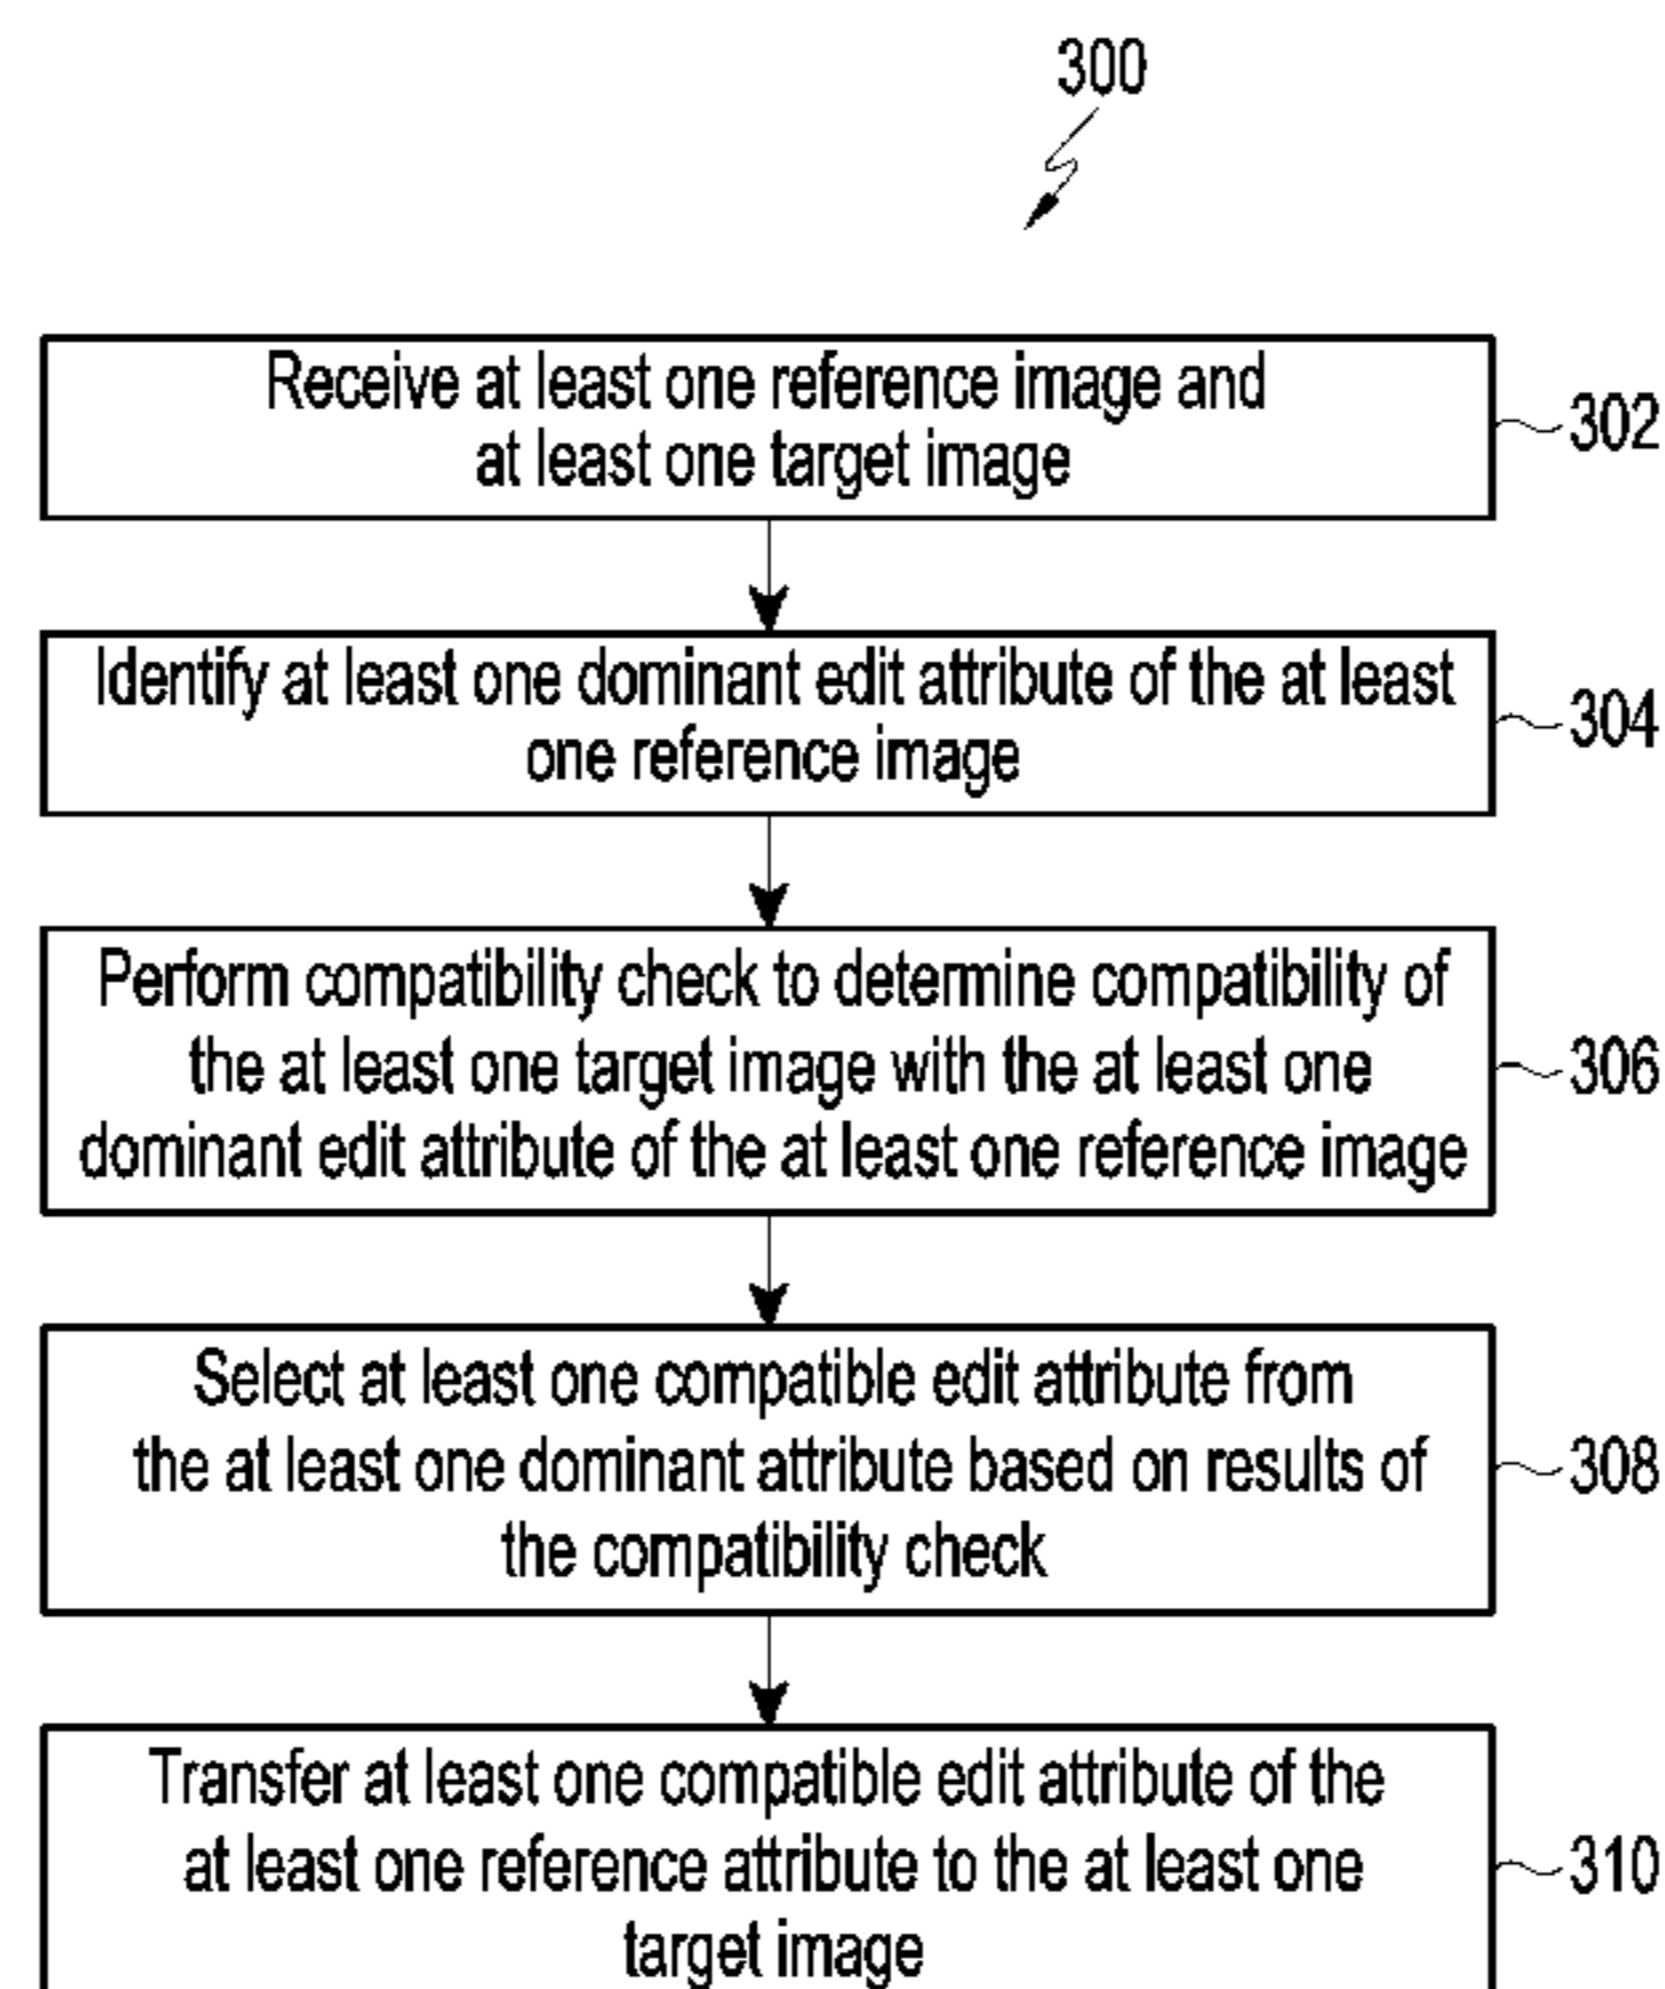 300
Receive at least one reference image and
at least one target image
302
Identify at least one dominant edit attribute of the at least
one reference image
304
Perform compatibility check to determine compatibility of
the at least one target image with the at least one
dominant edit attribute of the at least one reference image
306
Select at least one compatible edit attribute from
the at least one dominant attribute based on results of
the compatibility check
308
Transfer at least one compatible edit attribute of the
at least one reference attribute to the at least one
target image
310